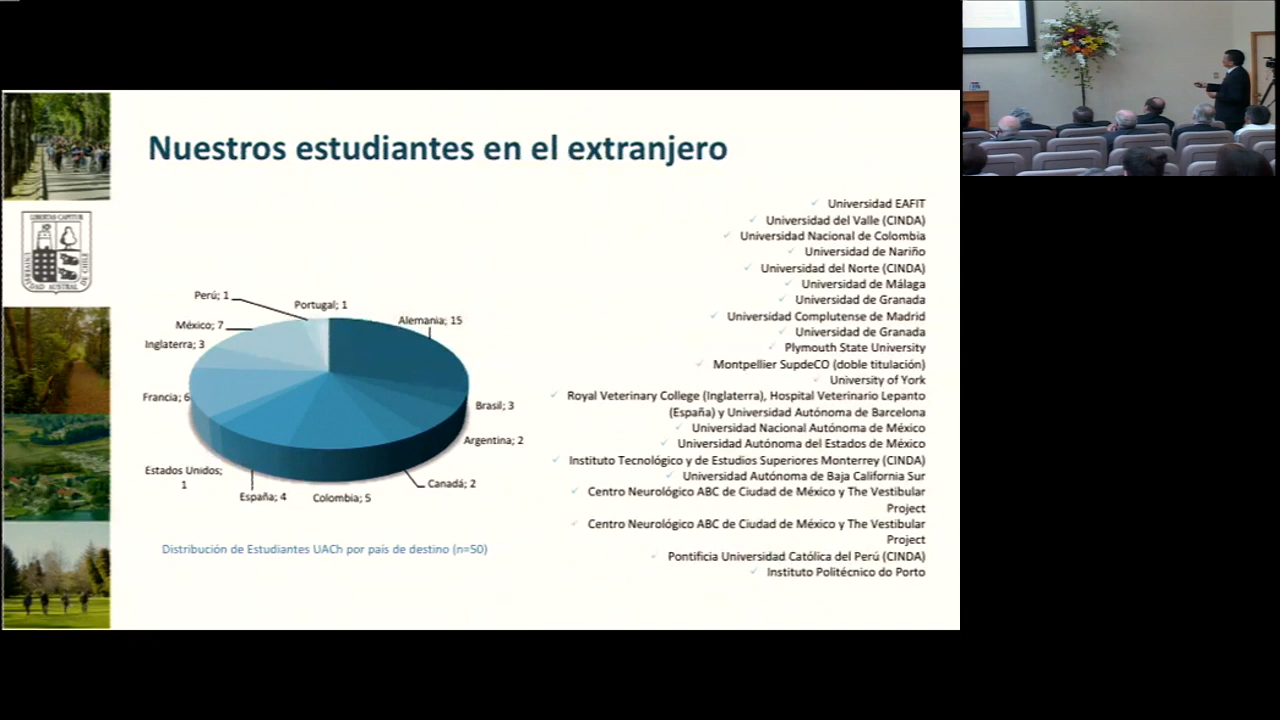 Nuestros estudiantes en el extranjero
LIBERTAS CAPITUR
Perú; 1
Portugal; 1
Alemania; 15
México; 7
Inglaterra; 3
Francia; 6
Brasil; 3
Argentina; 2
Estados Unidos;
1
España; 4
Colombia; 5
Canadá; 2
Distribución de Estudiantes UACh por país de destino (n=50)
Universidad EAFIT
Universidad del Valle (CINDA)
Universidad Nacional de Colombia
Universidad de Nariño
Universidad del Norte (CINDA)
Universidad de Málaga
Universidad de Granada
Universidad Complutense de Madrid
Universidad de Granada
Plymouth State University
Montpellier SupdeCO (doble titulación)
University of York
Royal Veterinary College (Inglaterra), Hospital Veterinario Lepanto
(España) y Universidad Autónoma de Barcelona
Universidad Nacional Autónoma de México
Universidad Autónoma del Estados de México
Instituto Tecnológico y de Estudios Superiores Monterrey (CINDA)
Universidad Autónoma de Baja California Sur
Centro Neurológico ABC de Ciudad de México y The Vestibular
Project
Centro Neurológico ABC de Ciudad de México y The Vestibular
Project
Pontificia Universidad Católica del Perú (CINDA)
Instituto Politécnico do Porto